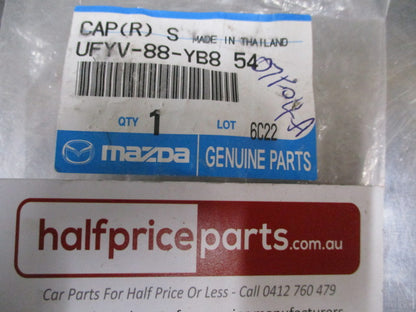 CAP(R) S MADE IN THAILAND
UFYV-88-YB8 54
QTY 1 LOT 6C22
mazda GENUINE PARTS
halfpriceparts.com.au
Car Parts For Half Price Or Less - Call 0412 760 479